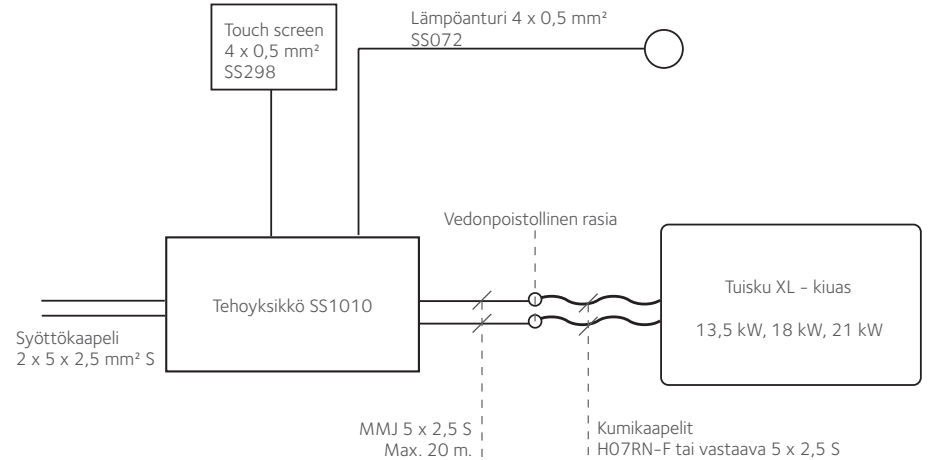 Touch screen
4 x 0,5 mm²
SS298
Lämpöanturi 4 x 0,5 mm²
SS072
Vedonpoistollinen rasia
Tehoyksikkö SS1010
Tuisku XL - kiuas
13,5 kW, 18 kW, 21 kW
Syöttökaapeli
2 x 5 x 2,5 mm² S
MMJ 5 x 2,5 S
Max. 20 m.
Kumikaapelit
H07RN-F tai vastaava 5 x 2,5 S